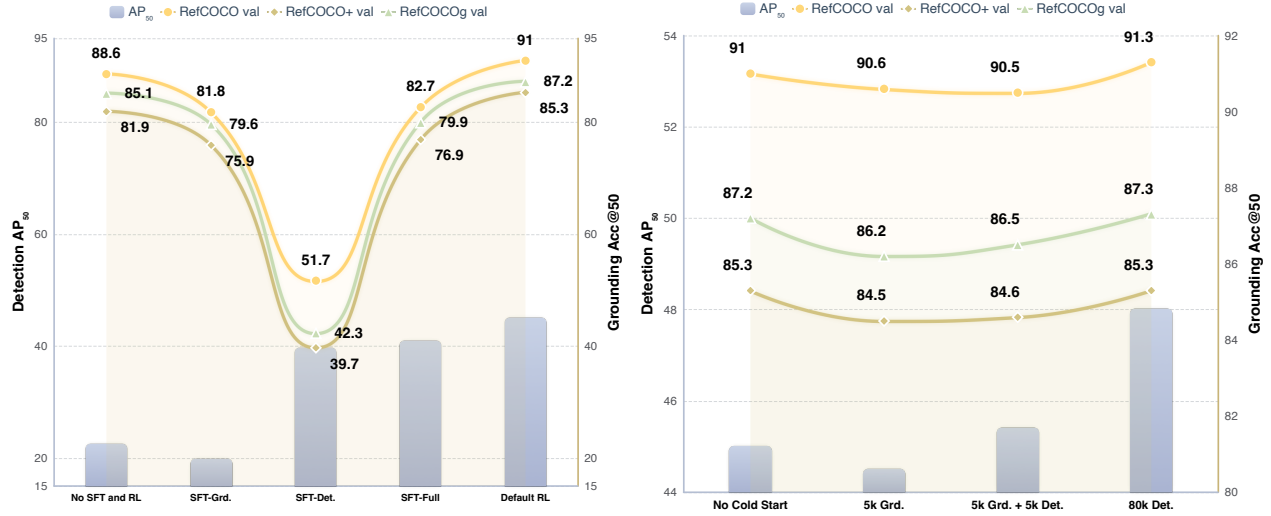 AP50 RefCOCO val RefCOCO+ val RefCOCOg val
95 95
88.6 91
85.1 81.8 82.7 87.2
81.9 79.6 79.9 85.3
80 80
75.9 76.9
60 60
51.7
42.3
40 40
39.7
20 20
15 15
Detection AP50
Grounding Acc@50
No SFT and RL SFT-Grd. SFT-Det. SFT-Full Default RL
AP50 RefCOCO val RefCOCO+ val RefCOCOg val
54 92
91 90.6 90.5 91.3
52 90
88
87.2 86.2 86.5 87.3
50
86
85.3 84.5 84.6 85.3
48
84
46
82
44 80
Detection AP50
Grounding Acc@50
No Cold Start 5k Grd. 5k Grd. + 5k Det. 80k Det.